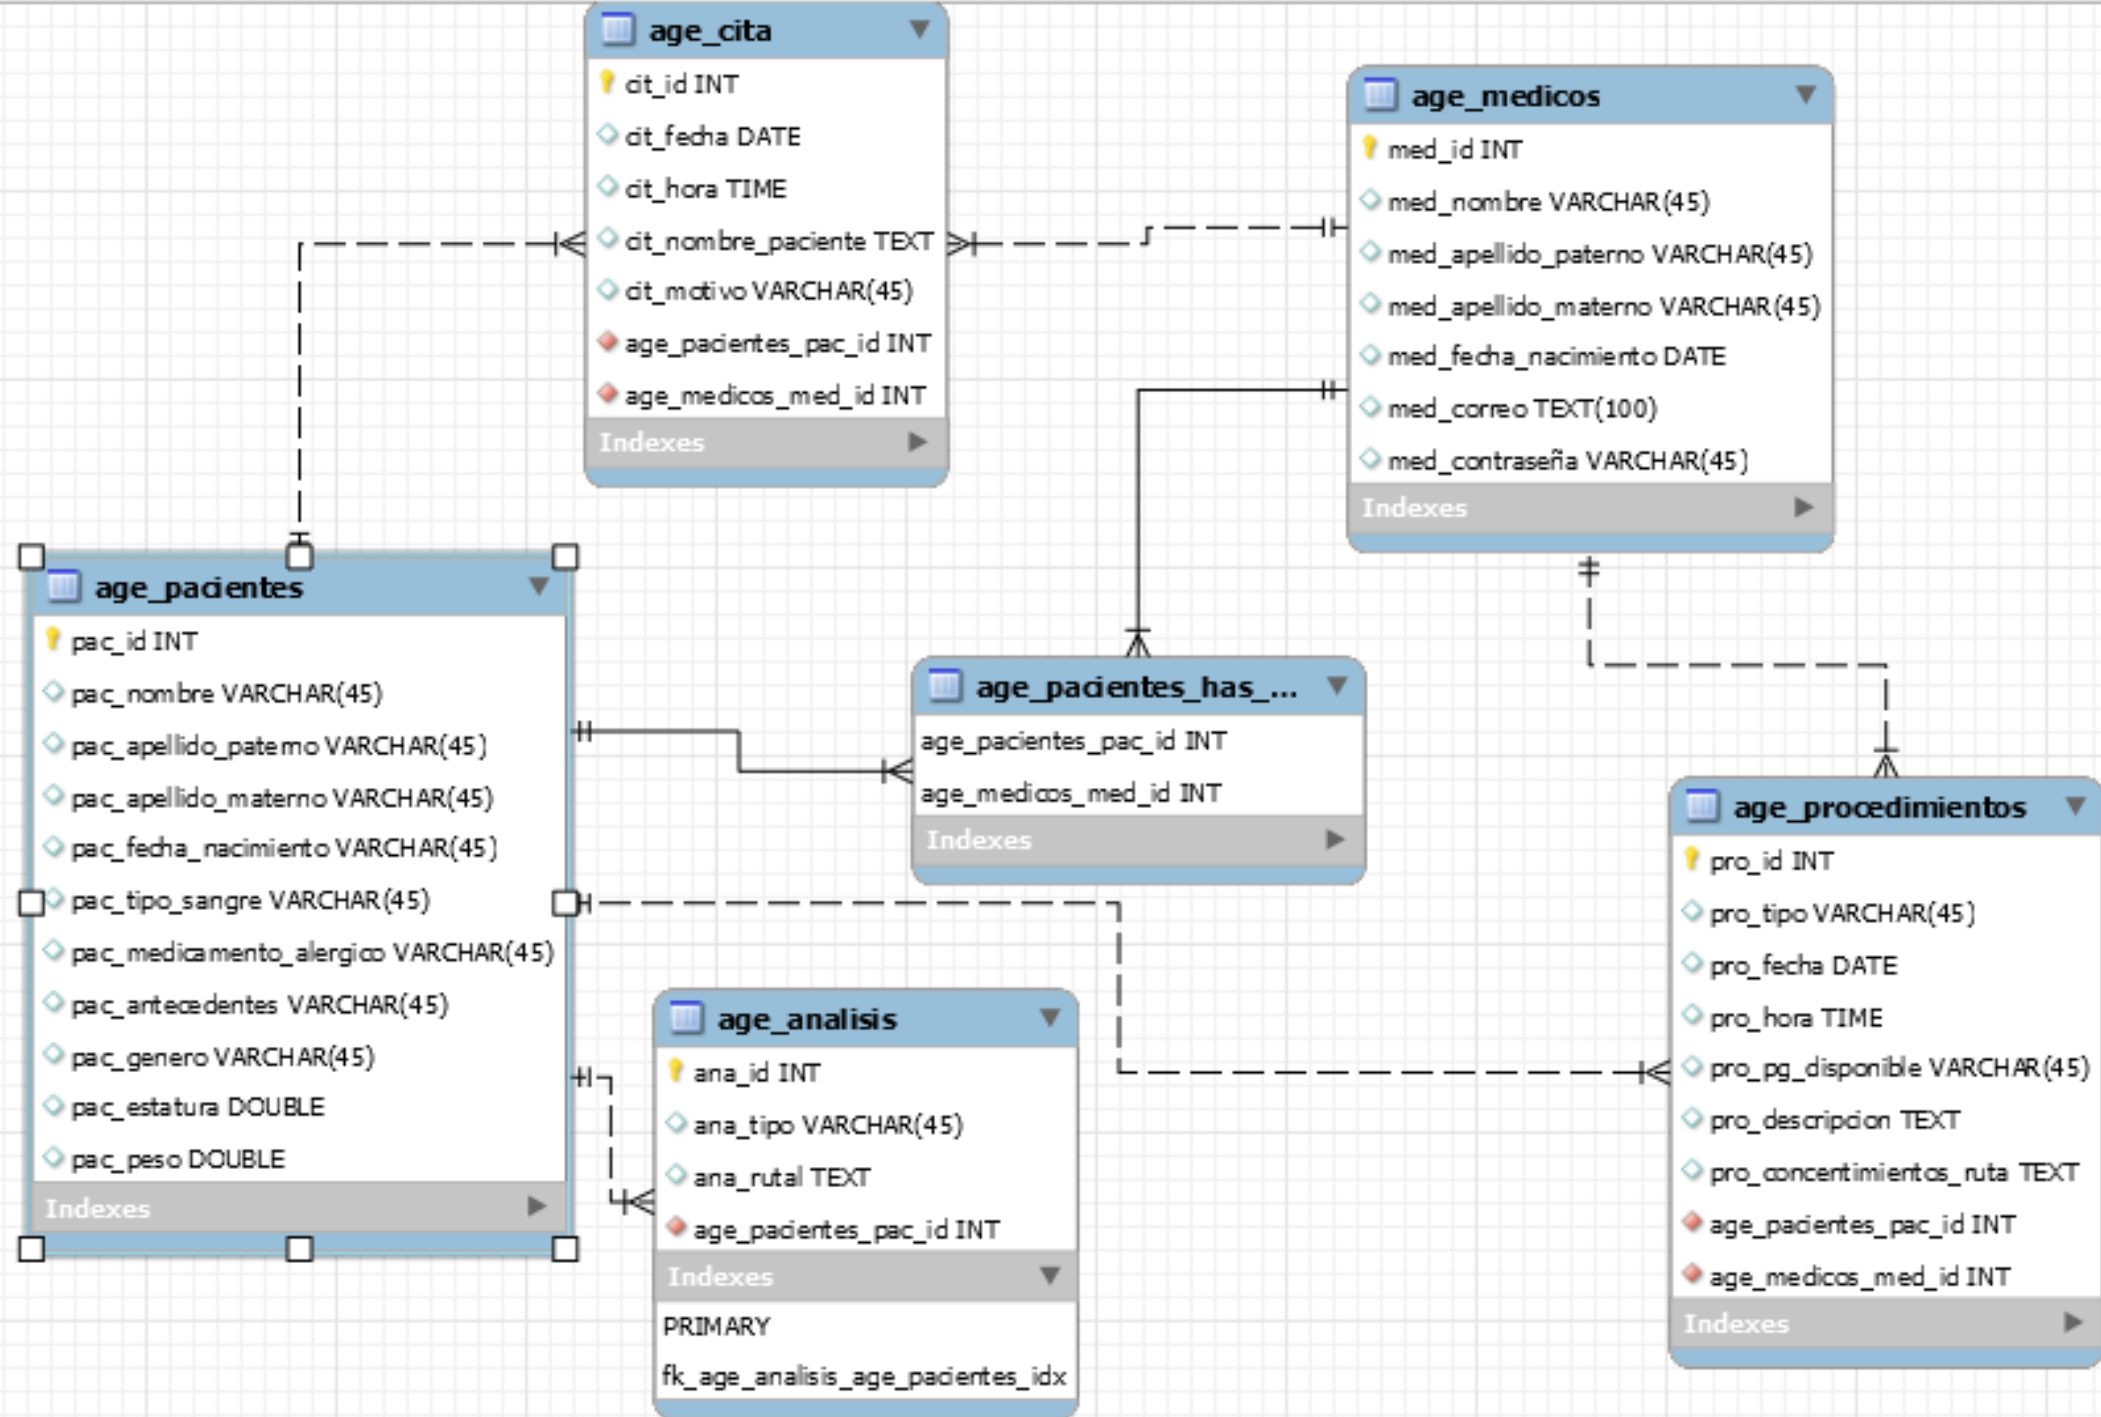 age_cita
cit_id INT
cit_fecha DATE
cit_hora TIME
cit_nombre_paciente TEXT
cit_motivo VARCHAR(45)
age_pacientes_pac_id INT
age_medicos_med_id INT
Indexes
age_medicos
med_id INT
med_nombre VARCHAR(45)
med_apellido_paterno VARCHAR(45)
med_apellido_materno VARCHAR(45)
med_fecha_nacimiento DATE
med_correo TEXT(100)
med_contraseña VARCHAR(45)
Indexes
age_pacientes
pac_id INT
pac_nombre VARCHAR(45)
pac_apellido_paterno VARCHAR(45)
pac_apellido_materno VARCHAR(45)
pac_fecha_nacimiento VARCHAR(45)
pac_tipo_sangre VARCHAR(45)
pac_medicamento_alergico VARCHAR(45)
pac_antecedentes VARCHAR(45)
pac_genero VARCHAR(45)
pac_estatura DOUBLE
pac_peso DOUBLE
Indexes
age_pacientes_has_...
age_pacientes_pac_id INT
age_medicos_med_id INT
Indexes
age_analisis
ana_id INT
ana_tipo VARCHAR(45)
ana_rutal TEXT
age_pacientes_pac_id INT
Indexes
PRIMARY
fk_age_analisis_age_pacientes_idx
age_procedimientos
pro_id INT
pro_tipo VARCHAR(45)
pro_fecha DATE
pro_hora TIME
pro_pg_disponible VARCHAR(45)
pro_descripcion TEXT
pro_concentimientos_ruta TEXT
age_pacientes_pac_id INT
age_medicos_med_id INT
Indexes